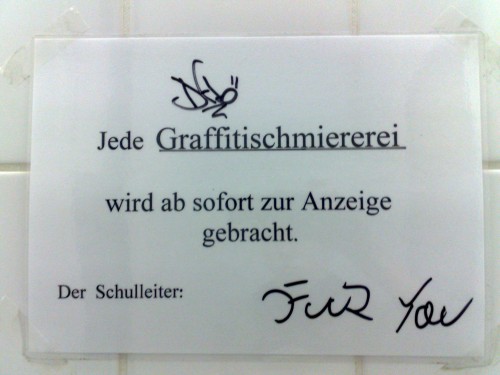 Jede Graffitischmiererei
wird ab sofort zur Anzeige
gebracht.
Der Schulleiter: Fuck You